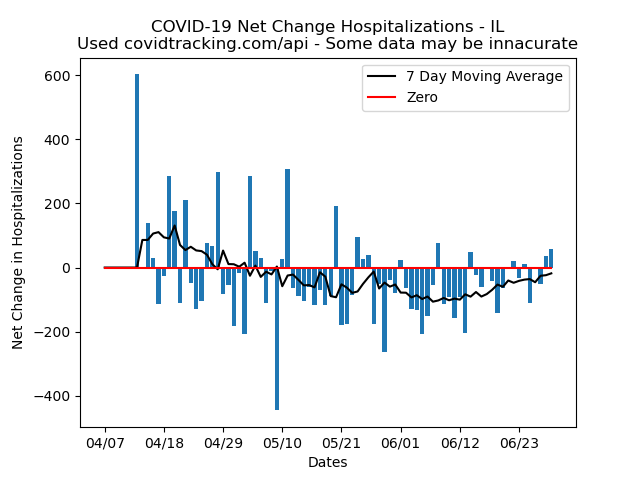 COVID-19 Net Change Hospitalizations - IL
Used covidtracking.com/api - Some data may be innacurate
7 Day Moving Average
Zero
Net Change in Hospitalizations
600
400
200
0
−200
−400
04/07
04/18
04/29
05/10
05/21
06/01
06/12
06/23
Dates